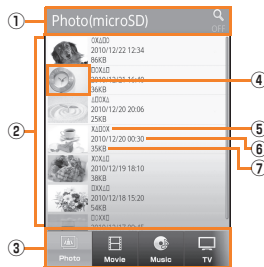 ① Photo(microSD)
OFF
0XΔ0
2010/12/22 12:34
86KB
④
36KB
②
2010/12/20 20:06
25KB
⑤
2010/12/20 00:30
⑥
35KB
⑦
2010/12/19 18:10
38KB
2010/12/18 15:20
54KB
③
Photo Movie Music TV